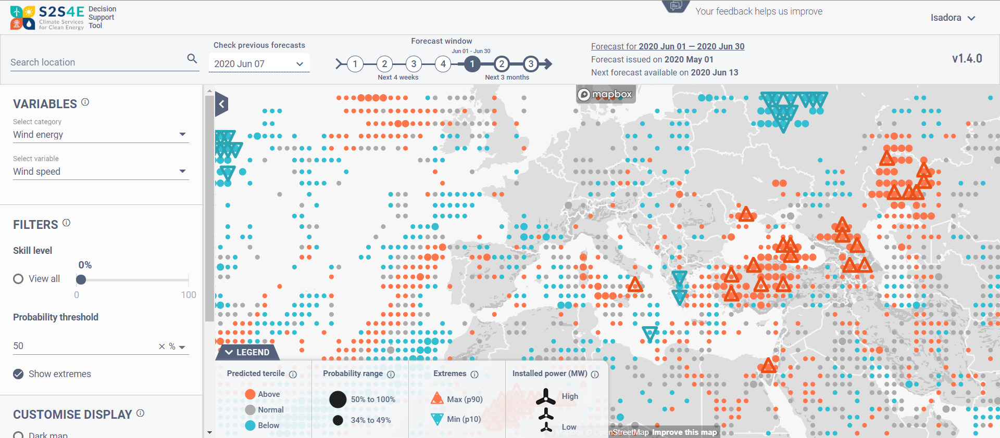 S2S4E
Climate Services
for Clean Energy
Decision
Support
Tool
Your feedback helps us improve
Isadora
Search location
Check previous forecasts
2020 Jun 07
Forecast window
Jun 01 - Jun 30
1
2
3
4
1
2
3
Next 4 weeks
Next 3 months
Forecast for 2020 Jun 01 — 2020 Jun 30
Forecast issued on 2020 May 01
Next forecast available on 2020 Jun 13
v1.4.0
VARIABLES
Select category
Wind energy
Select variable
Wind speed
FILTERS
Skill level
0%
View all
0
100
Probability threshold
50
× %
Show extremes
CUSTOMISE DISPLAY
Dark map
mapbox
LEGEND
Predicted tercile
Above
Normal
Below
Probability range
50% to 100%
34% to 49%
Extremes
Max (p90)
Min (p10)
Installed power (MW)
High
Low
© Mapbox © OpenStreetMap Improve this map